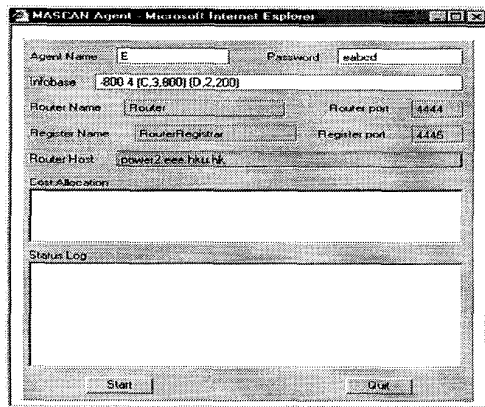 MASCAN Agent - Microsoft Internet Explorer
Agent Name E Password eabcd
Infobase -800 4 (C,3,800) (D,2,200)
Router Name Router Router port 4444
Register Name RouterRegistrar Register port 4445
Router Host power2.eee.hku.hk
Cost Allocation
Status Log
Start Quit